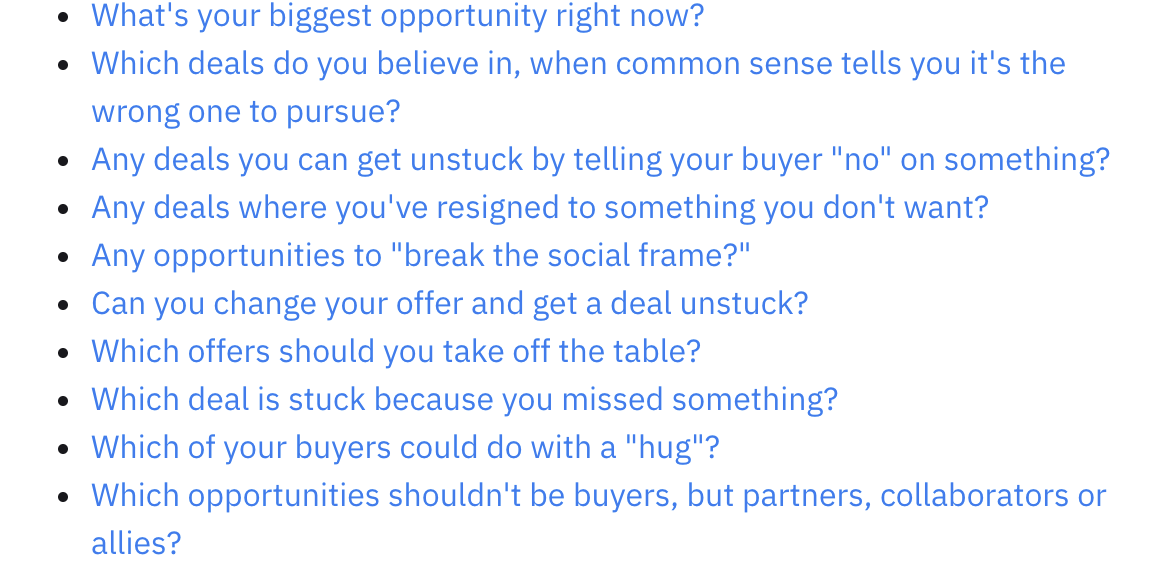 • What's your biggest opportunity right now?
• Which deals do you believe in, when common sense tells you it's the
wrong one to pursue?
• Any deals you can get unstuck by telling your buyer "no" on something?
• Any deals where you've resigned to something you don't want?
• Any opportunities to "break the social frame?"
• Can you change your offer and get a deal unstuck?
• Which offers should you take off the table?
• Which deal is stuck because you missed something?
• Which of your buyers could do with a "hug"?
• Which opportunities shouldn't be buyers, but partners, collaborators or
allies?